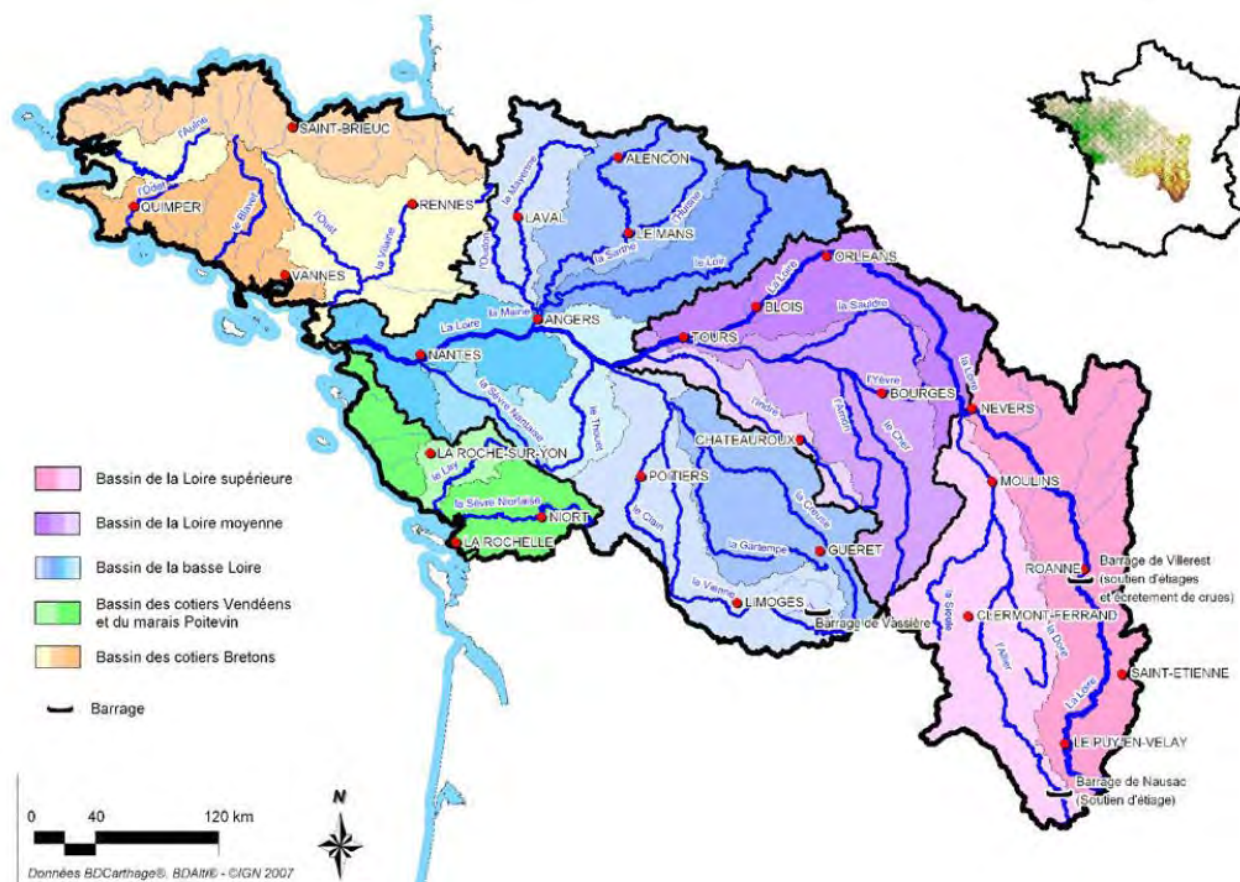 SAINT-BRIEUC
l'Aulne
l'Odet
QUIMPER
le Blavet
l'Oust
la Vilaine
RENNES
VANNES
la Mayenne
LAVAL
l'Oudon
ALENCON
l'Huisne
LE MANS
la Sarthe
le Loir
la Maine
ANGERS
La Loire
NANTES
la Sèvre Nantaise
le Thouet
La Loire
ORLEANS
BLOIS
TOURS
la Sauldre
la Loire
l'Yèvre
BOURGES
NEVERS
l'Indre
l'Arnon
le Cher
CHATEAUROUX
LA ROCHE-SUR-YON
le Lay
la Sèvre Niortaise
NIORT
LA ROCHELLE
POITIERS
le Clain
la Creuse
la Gartempe
GUERET
la Vienne
LIMOGES
Barrage de Vassière
MOULINS
ROANNE
Barrage de Villerest
(soutien d'étiages
et écretement de crues)
la Sioule
CLERMONT-FERRAND
l'Allier
la Dore
La Loire
SAINT-ETIENNE
LE PUY-EN-VELAY
Barrage de Nausac
(Soutien d'étiage)
Bassin de la Loire supérieure
Bassin de la Loire moyenne
Bassin de la basse Loire
Bassin des cotiers Vendéens
et du marais Poitevin
Bassin des cotiers Bretons
Barrage
0 40 120 km
N
Données BDCarthage®, BDAlti® - ©IGN 2007